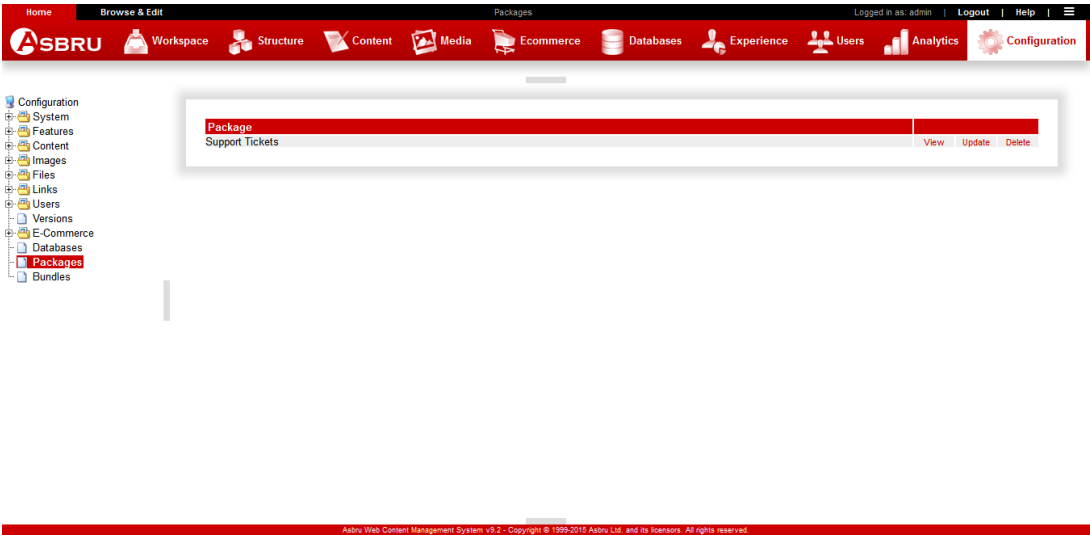 Home Browse & Edit Packages Logged in as: admin | Logout | Help |
ASBRU Workspace Structure Content Media Ecommerce Databases Experience Users Analytics Configuration
Configuration
System
Features
Content
Images
Files
Links
Users
Versions
E-Commerce
Databases
Packages
Bundles
Package
Support Tickets View Update Delete
Asbru Web Content Management System v9.2 - Copyright © 1999-2015 Asbru Ltd. and its licensors. All rights reserved.